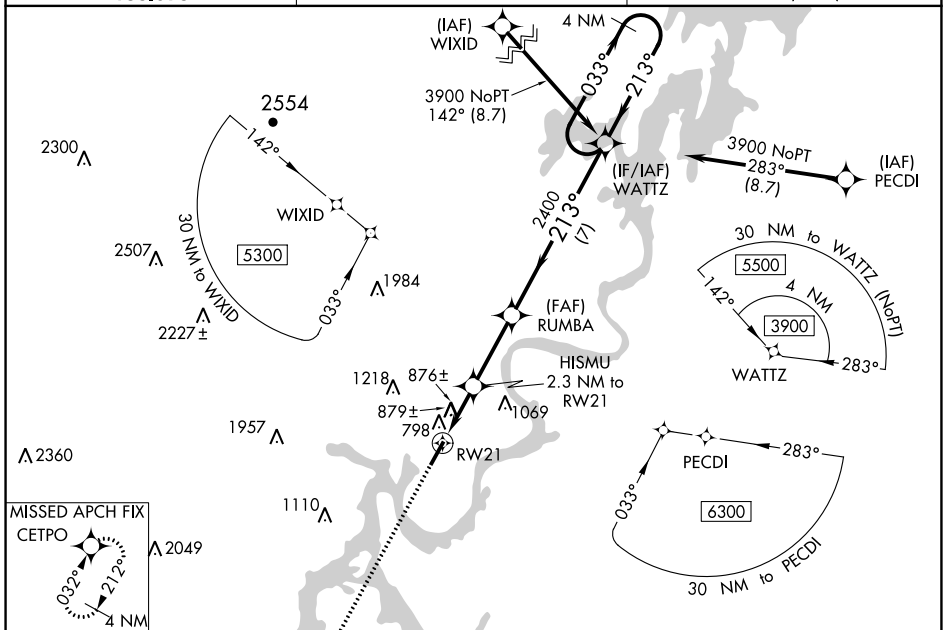 (IAF)
WIXID
4 NM
033°
213°
3900 NoPT
142° (8.7)
2554
2300
142°
WIXID
30 NM to WIXID
5300
033°
2507
2227±
1984
(IF/IAF)
WATTZ
3900 NoPT
283°
(8.7)
(IAF)
PECDI
2400
213°
(7)
30 NM to WATTZ (NoPT)
5500
142°
4 NM
3900
283°
WATTZ
(FAF)
RUMBA
HISMU
2.3 NM to
RW21
1218
876±
879±
798
1069
RW21
1957
2360
1110
283°
PECDI
033°
6300
30 NM to PECDI
MISSED APCH FIX
CETPO
032°
212°
4 NM
2049